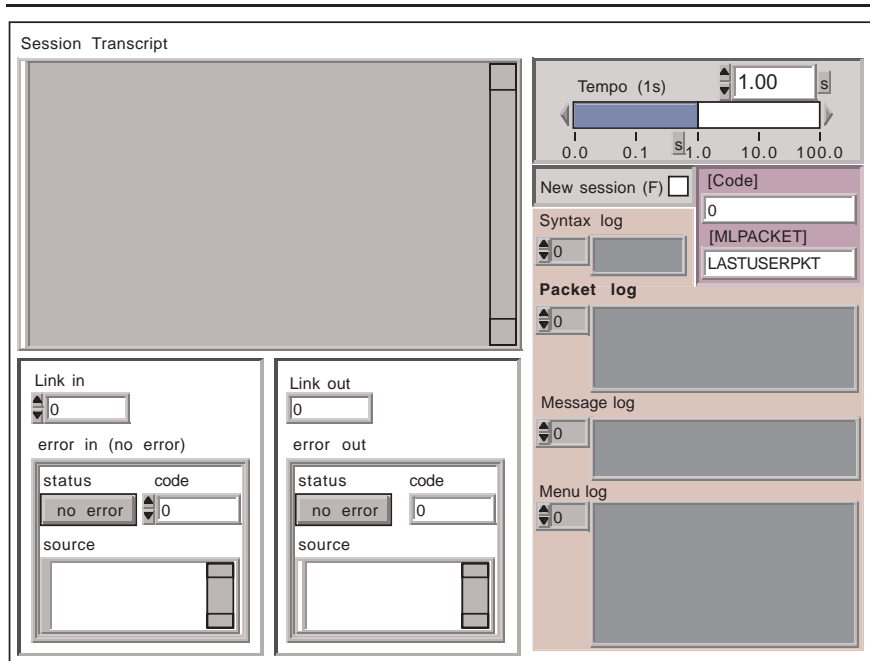 Session Transcript
Tempo (1s)
1.00
s
s
0.0 0.1 1.0 10.0 100.0
New session (F)
[Code]
0
[MLPACKET]
LASTUSERPKT
Syntax log
0
Packet log
0
Message log
0
Menu log
0
Link in
0
error in (no error)
status code
no error 0
source
Link out
0
error out
status code
no error 0
source